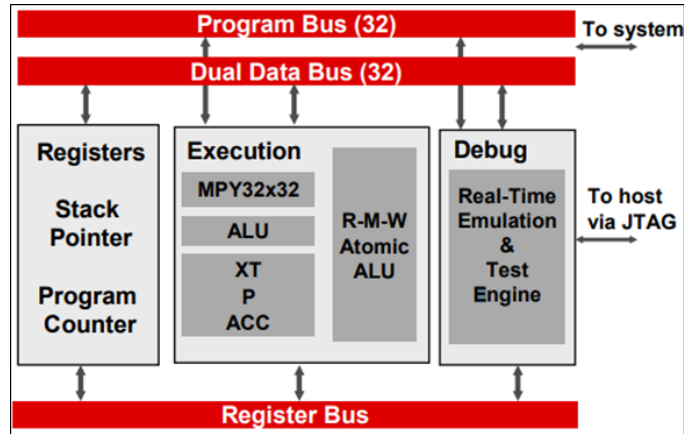 Program Bus (32)
To system
Dual Data Bus (32)
Registers
Stack
Pointer
Program
Counter
Execution
MPY32x32
ALU
XT
P
ACC
R-M-W
Atomic
ALU
Debug
Real-Time
Emulation
&
Test
Engine
To host
via JTAG
Register Bus